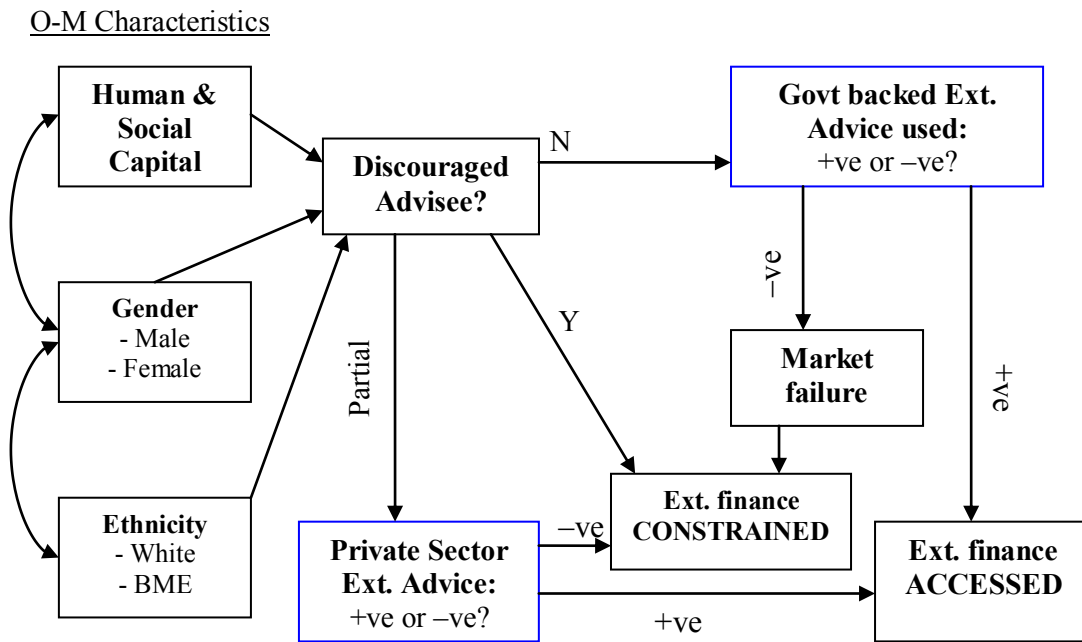 O-M Characteristics
Human &
Social
Capital
Discouraged
Advisee?
N
Govt backed Ext.
Advice used:
+ve or –ve?
Gender
- Male
- Female
Partial
Y
–ve
+ve
Market
failure
Ethnicity
- White
- BME
Private Sector
Ext. Advice:
+ve or –ve?
–ve
+ve
Ext. finance
CONSTRAINED
Ext. finance
ACCESSED